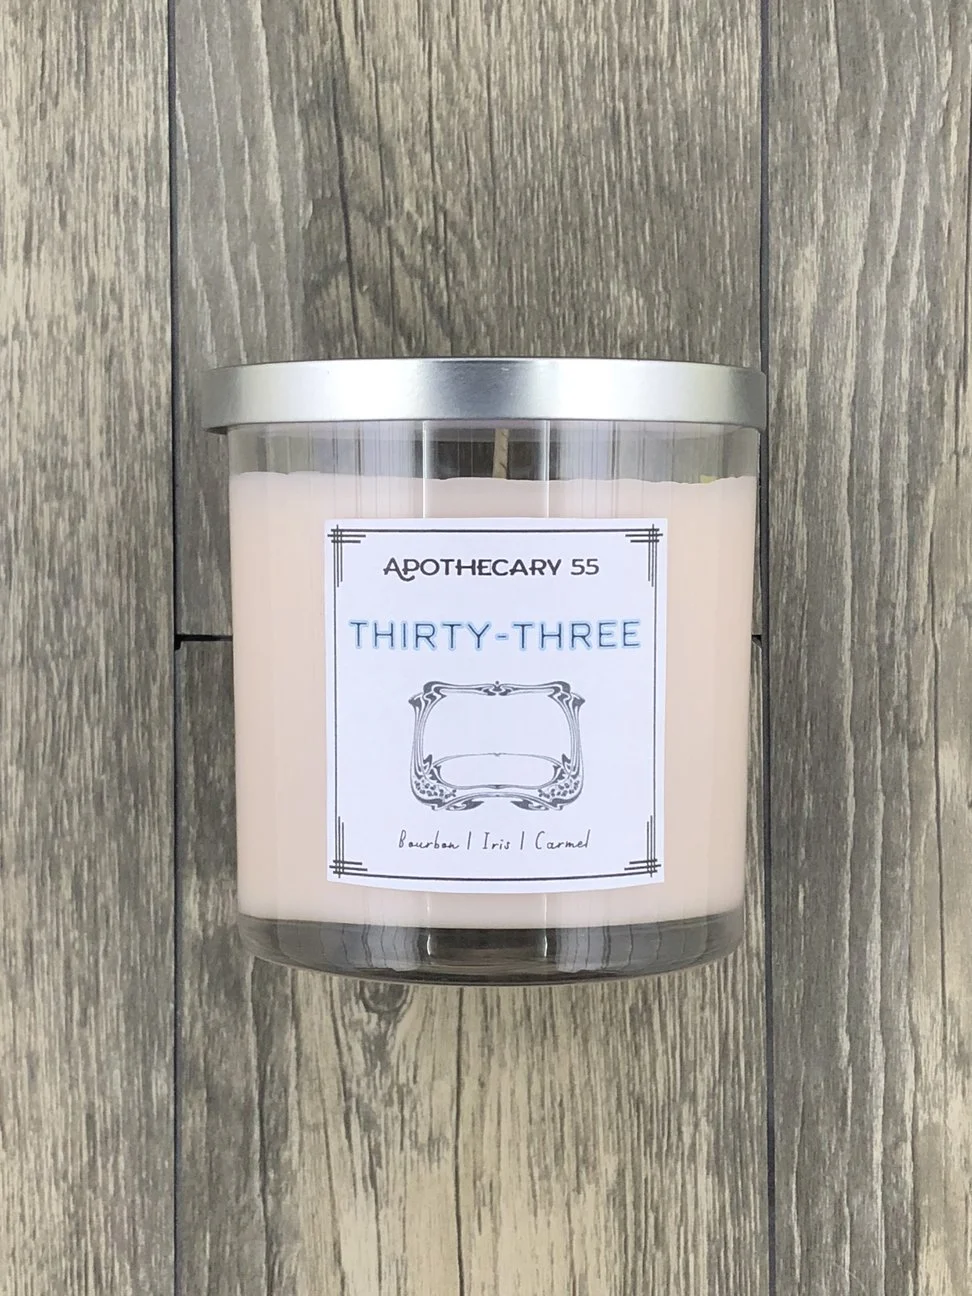 APOTHECARY 55
THIRTY-THREE
Bourbon | Iris | Carmel